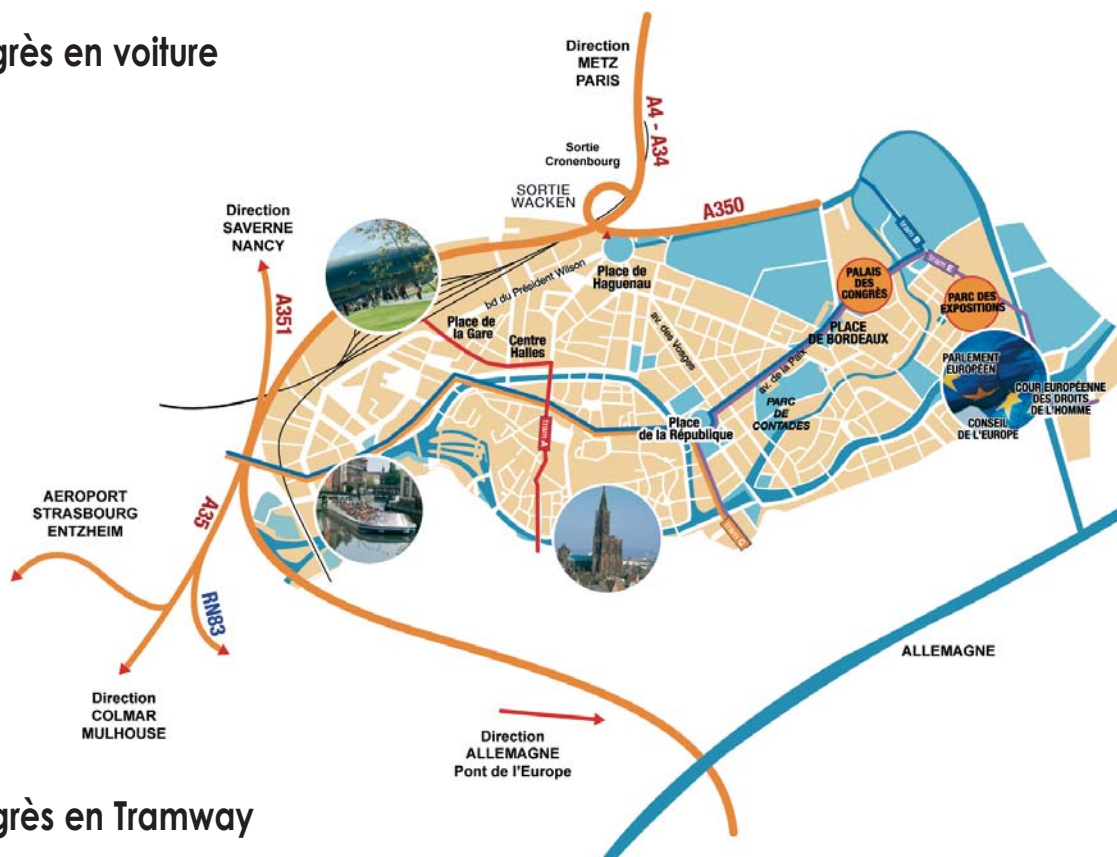 grès en voiture
Direction
METZ
PARIS
A4 - A34
Sortie
Cronenbourg
SORTIE
WACKEN
A350
Direction
SAVERNE
NANCY
A351
bd du Président Wilson
Place de
Haguenau
tram B
tram E
PALAIS
DES
CONGRÈS
PARC DES
EXPOSITIONS
Place de
la Gare
Centre
Halles
av. des Vosges
PLACE
DE BORDEAUX
av. de la Paix
PARC
DE
CONTADES
PARLEMENT
EUROPÉEN
COUR EUROPÉENNE
DES DROITS
DE L'HOMME
CONSEIL
DE L'EUROPE
tram A
Place
de la République
tram C
AEROPORT
STRASBOURG
ENTZHEIM
A35
RN83
ALLEMAGNE
Direction
COLMAR
MULHOUSE
Direction
ALLEMAGNE
Pont de l'Europe
grès en Tramway